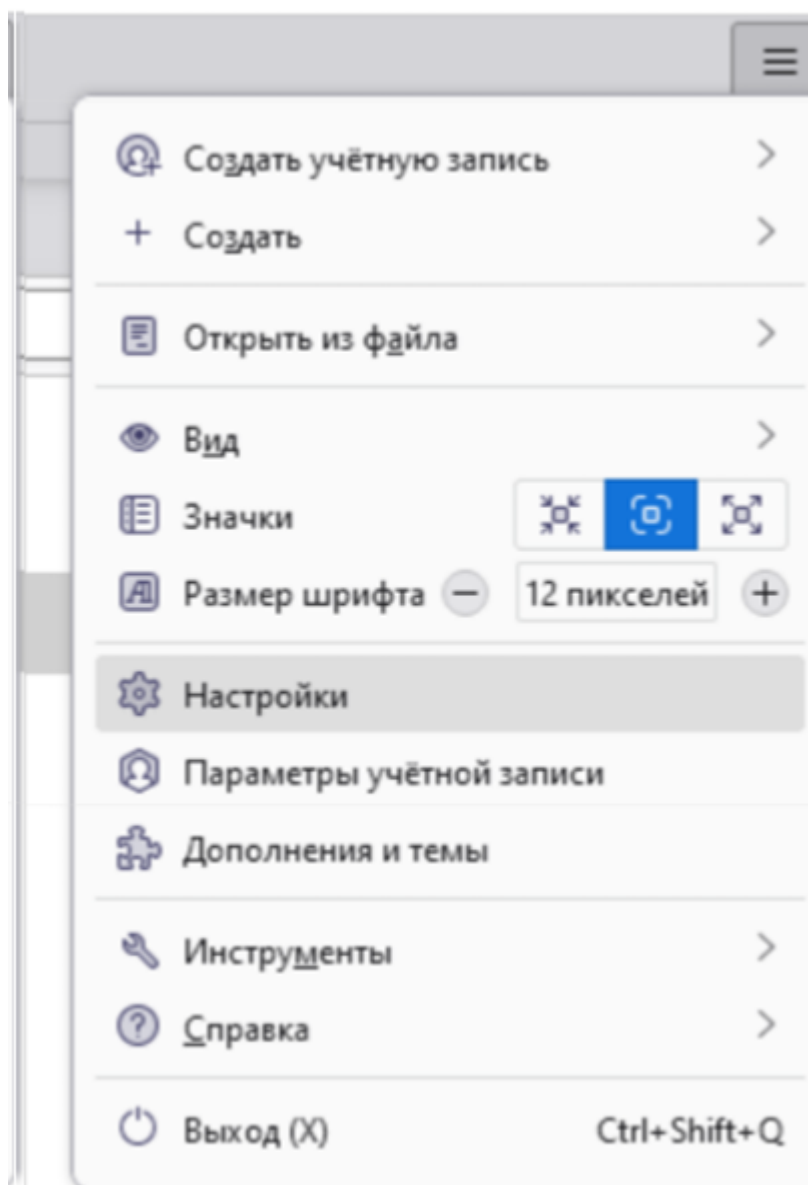 Создать учётную запись
Создать
Открыть из файла
Вид
Значки
Размер шрифта 12 пикселей
Настройки
Параметры учётной записи
Дополнения и темы
Инструменты
Справка
Выход (X) Ctrl+Shift+Q